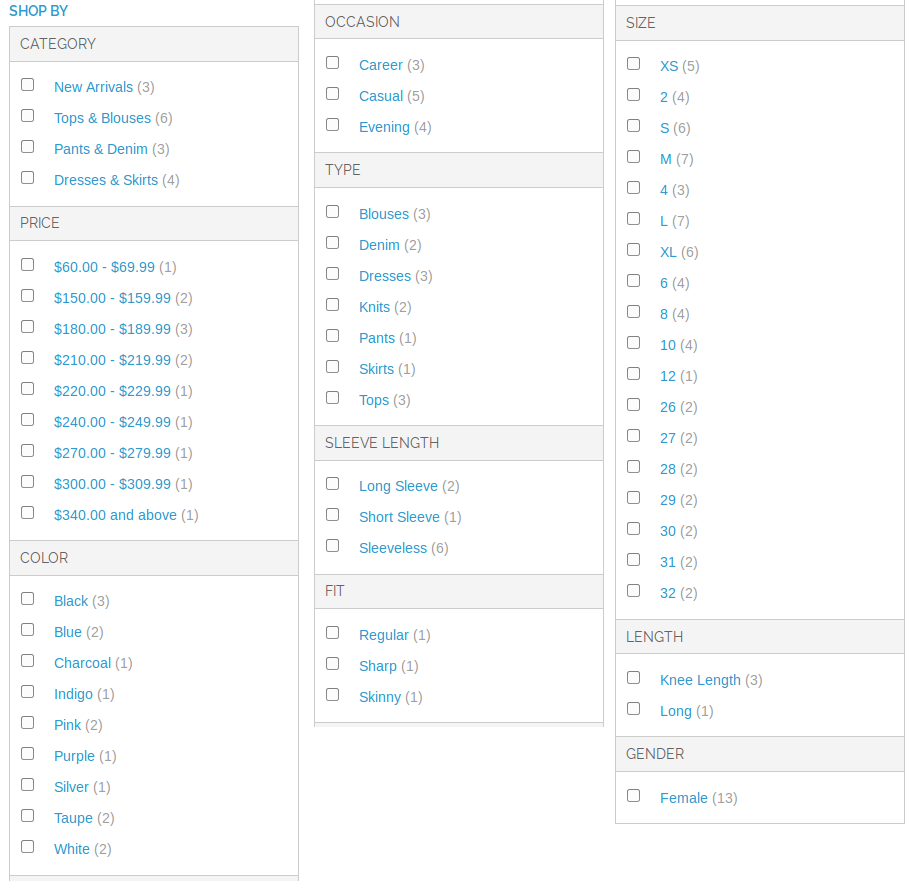 SHOP BY
CATEGORY
New Arrivals (3)
Tops & Blouses (6)
Pants & Denim (3)
Dresses & Skirts (4)
PRICE
$60.00 - $69.99 (1)
$150.00 - $159.99 (2)
$180.00 - $189.99 (3)
$210.00 - $219.99 (2)
$220.00 - $229.99 (1)
$240.00 - $249.99 (1)
$270.00 - $279.99 (1)
$300.00 - $309.99 (1)
$340.00 and above (1)
COLOR
Black (3)
Blue (2)
Charcoal (1)
Indigo (1)
Pink (2)
Purple (1)
Silver (1)
Taupe (2)
White (2)
OCCASION
Career (3)
Casual (5)
Evening (4)
TYPE
Blouses (3)
Denim (2)
Dresses (3)
Knits (2)
Pants (1)
Skirts (1)
Tops (3)
SLEEVE LENGTH
Long Sleeve (2)
Short Sleeve (1)
Sleeveless (6)
FIT
Regular (1)
Sharp (1)
Skinny (1)
SIZE
XS (5)
2 (4)
S (6)
M (7)
4 (3)
L (7)
XL (6)
6 (4)
8 (4)
10 (4)
12 (1)
26 (2)
27 (2)
28 (2)
29 (2)
30 (2)
31 (2)
32 (2)
LENGTH
Knee Length (3)
Long (1)
GENDER
Female (13)